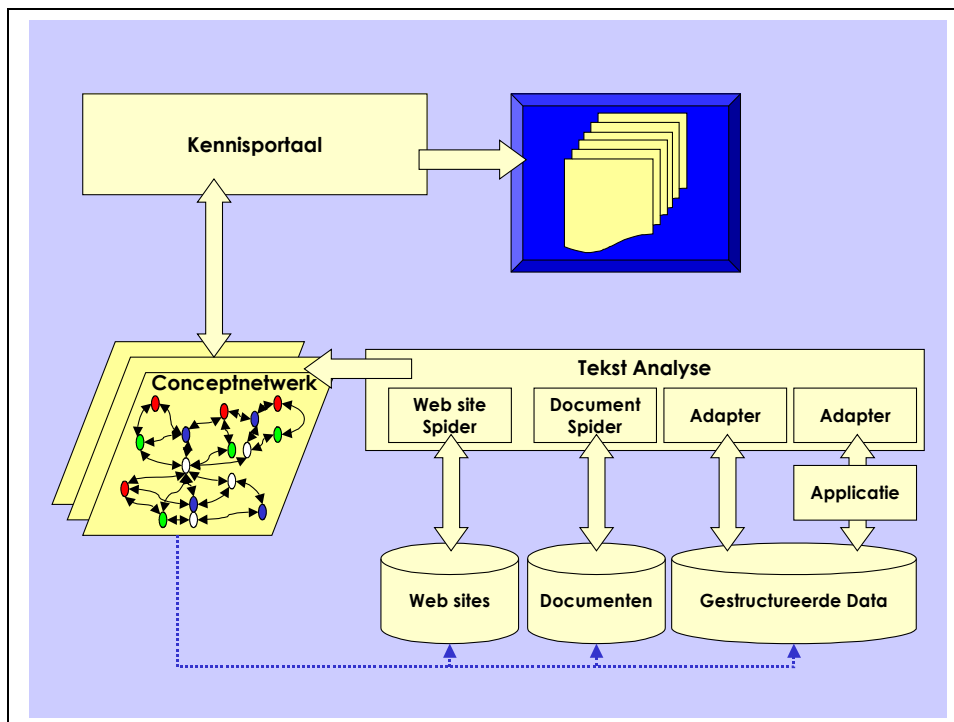 Kennisportaal
Conceptnetwerk
Tekst Analyse
Web site
Spider
Document
Spider
Adapter
Adapter
Applicatie
Web sites
Documenten
Gestructureerde Data